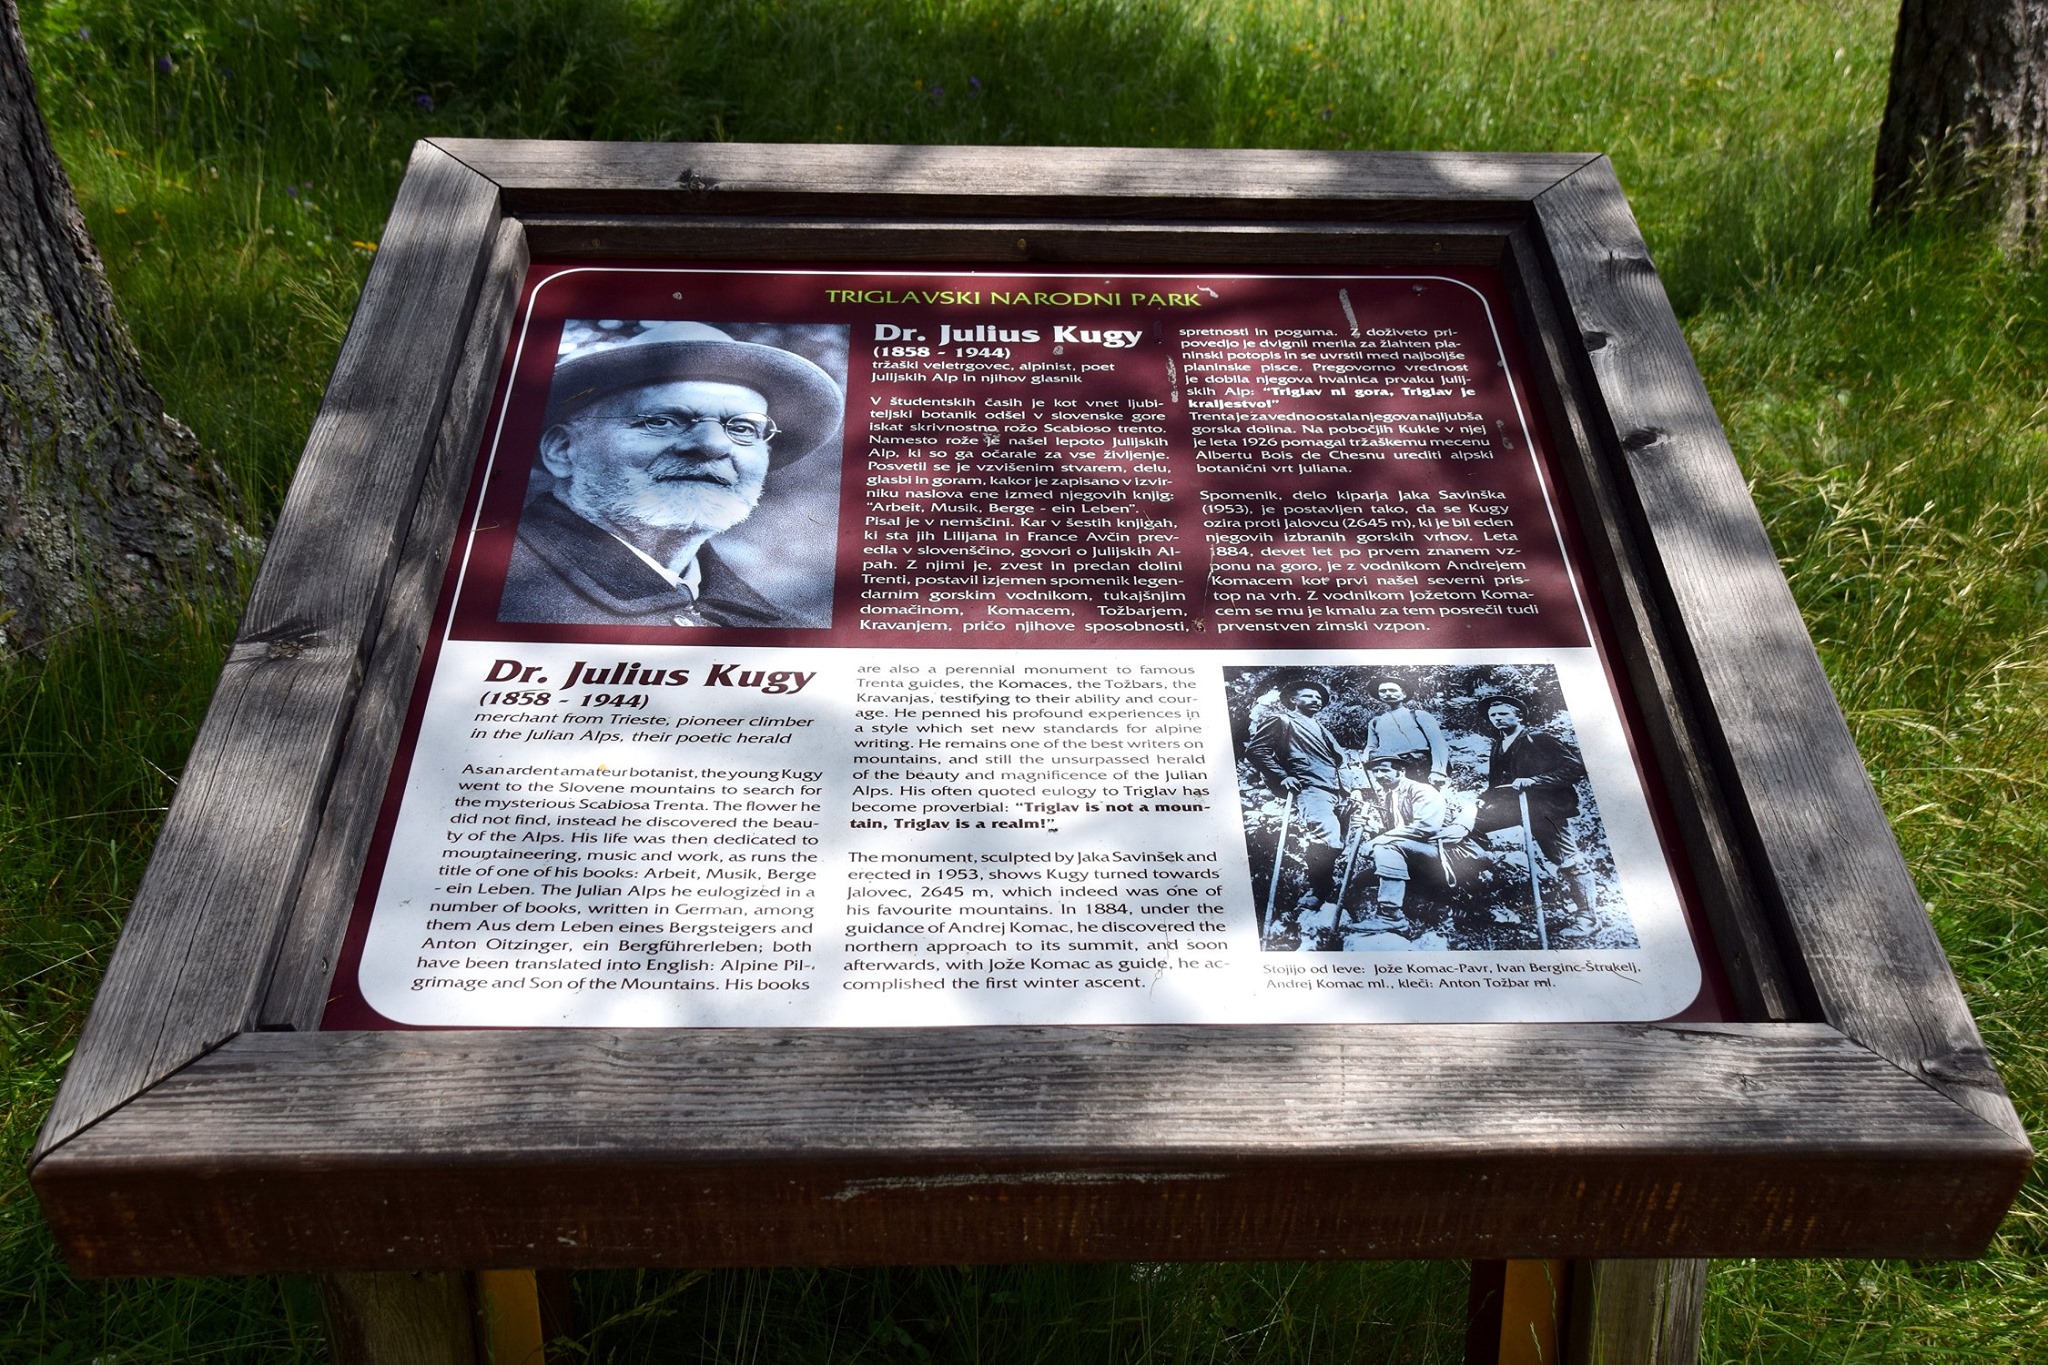 TRIGLAVSKI NARODNI PARK
Dr. Julius Kugy
(1858 - 1944)
tržaški veletrgovec, alpinist, poet
Julijskih Alp in njihov glasnik
V študentskih časih je kot vnet ljubi-
teljski botanik odšel v slovenske gore
iskat skrivnostno rožo Scabioso trento.
Namesto rože je našel lepoto Julijskih
Alp, ki so ga očarale za vse življenje.
Posvetil se je vzvišenim stvarem, delu,
glasbi in goram, kakor je zapisano v izvir-
niku naslova ene izmed njegovih knjig:
"Arbeit, Musik, Berge - ein Leben".
Pisal je v nemščini. Kar v šestih knjigah,
ki sta jih Lilijana in France Avčin prev-
edla v slovenščino, govori o Julijskih Al-
pah. Z njimi je, zvest in predan dolini
Trenti, postavil izjemen spomenik legen-
darnim gorskim vodnikom, tukajšnjim
domačinom, Komacem, Tožbarjem,
Kravanjem, pričo njihove sposobnosti,
spretnosti in poguma. Z doživeto pri-
povedjo je dvignil merila za žlahten pla-
ninski potopis in se uvrstil med najboljše
planinske pisce. Pregovorno vrednost
je dobila njegova hvalnica prvaku Julij-
skih Alp: "Triglav ni gora, Triglav je
kraljestvo!"
Trenta je za vedno ostala njegova najljubša
gorska dolina. Na pobočjih Kukle v njej
je leta 1926 pomagal tržaškemu mecenu
Albertu Bois de Chesnu urediti alpski
botanični vrt Juliana.
Spomenik, delo kiparja Jaka Savinška
(1953), je postavljen tako, da se Kugy
ozira proti Jalovcu (2645 m), ki je bil eden
njegovih izbranih gorskih vrhov. Leta
1884, devet let po prvem znanem vz-
ponu na goro, je z vodnikom Andrejem
Komacem kot prvi našel severni pris-
top na vrh. Z vodnikom Jožetom Koma-
cem se mu je kmalu za tem posrečil tudi
prvenstven zimski vzpon.
Dr. Julius Kugy
(1858 - 1944)
merchant from Trieste, pioneer climber
in the Julian Alps, their poetic herald
As an ardent amateur botanist, the young Kugy
went to the Slovene mountains to search for
the mysterious Scabiosa Trenta. The flower he
did not find, instead he discovered the beau-
ty of the Alps. His life was then dedicated to
mountaineering, music and work, as runs the
title of one of his books: Arbeit, Musik, Berge
- ein Leben. The Julian Alps he eulogized in a
number of books, written in German, among
them Aus dem Leben eines Bergsteigers and
Anton Oitzinger, ein Bergführerleben; both
have been translated into English: Alpine Pil-
grimage and Son of the Mountains. His books
are also a perennial monument to famous
Trenta guides, the Komaces, the Tožbars, the
Kravanjas, testifying to their ability and cour-
age. He penned his profound experiences in
a style which set new standards for alpine
writing. He remains one of the best writers on
mountains, and still the unsurpassed herald
of the beauty and magnificence of the Julian
Alps. His often quoted eulogy to Triglav has
become proverbial: "Triglav is not a moun-
tain, Triglav is a realm!"
The monument, sculpted by Jaka Savinšek and
erected in 1953, shows Kugy turned towards
Jalovec, 2645 m, which indeed was one of
his favourite mountains. In 1884, under the
guidance of Andrej Komac, he discovered the
northern approach to its summit, and soon
afterwards, with Jože Komac as guide, he ac-
complished the first winter ascent.
Stojijo od leve: Jože Komac-Pavr, Ivan Berginc-Štrukelj,
Andrej Komac ml., kleči: Anton Tožbar ml.